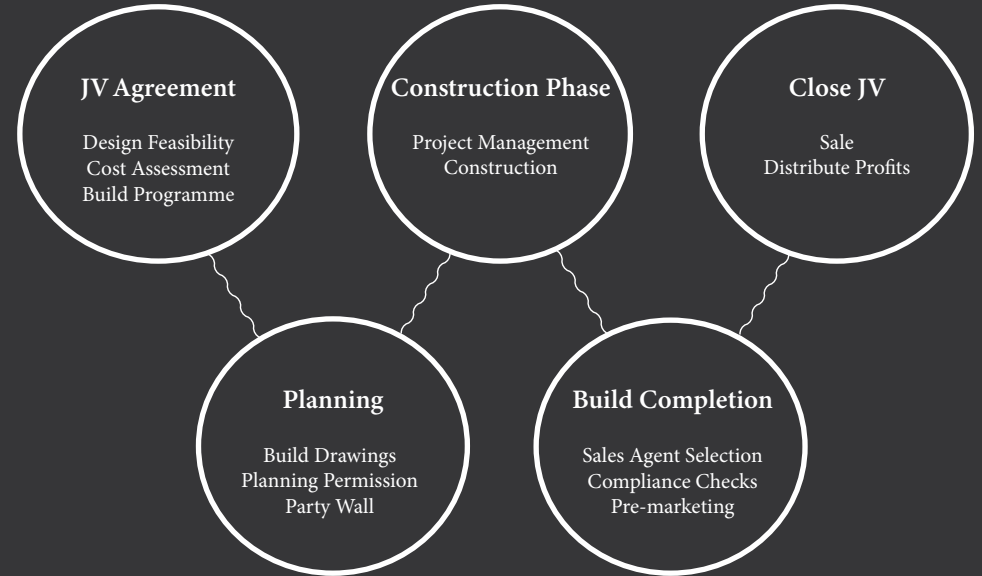 JV Agreement
Design Feasibility
Cost Assessment
Build Programme
Planning
Build Drawings
Planning Permission
Party Wall
Construction Phase
Project Management
Construction
Build Completion
Sales Agent Selection
Compliance Checks
Pre-marketing
Close JV
Sale
Distribute Profits